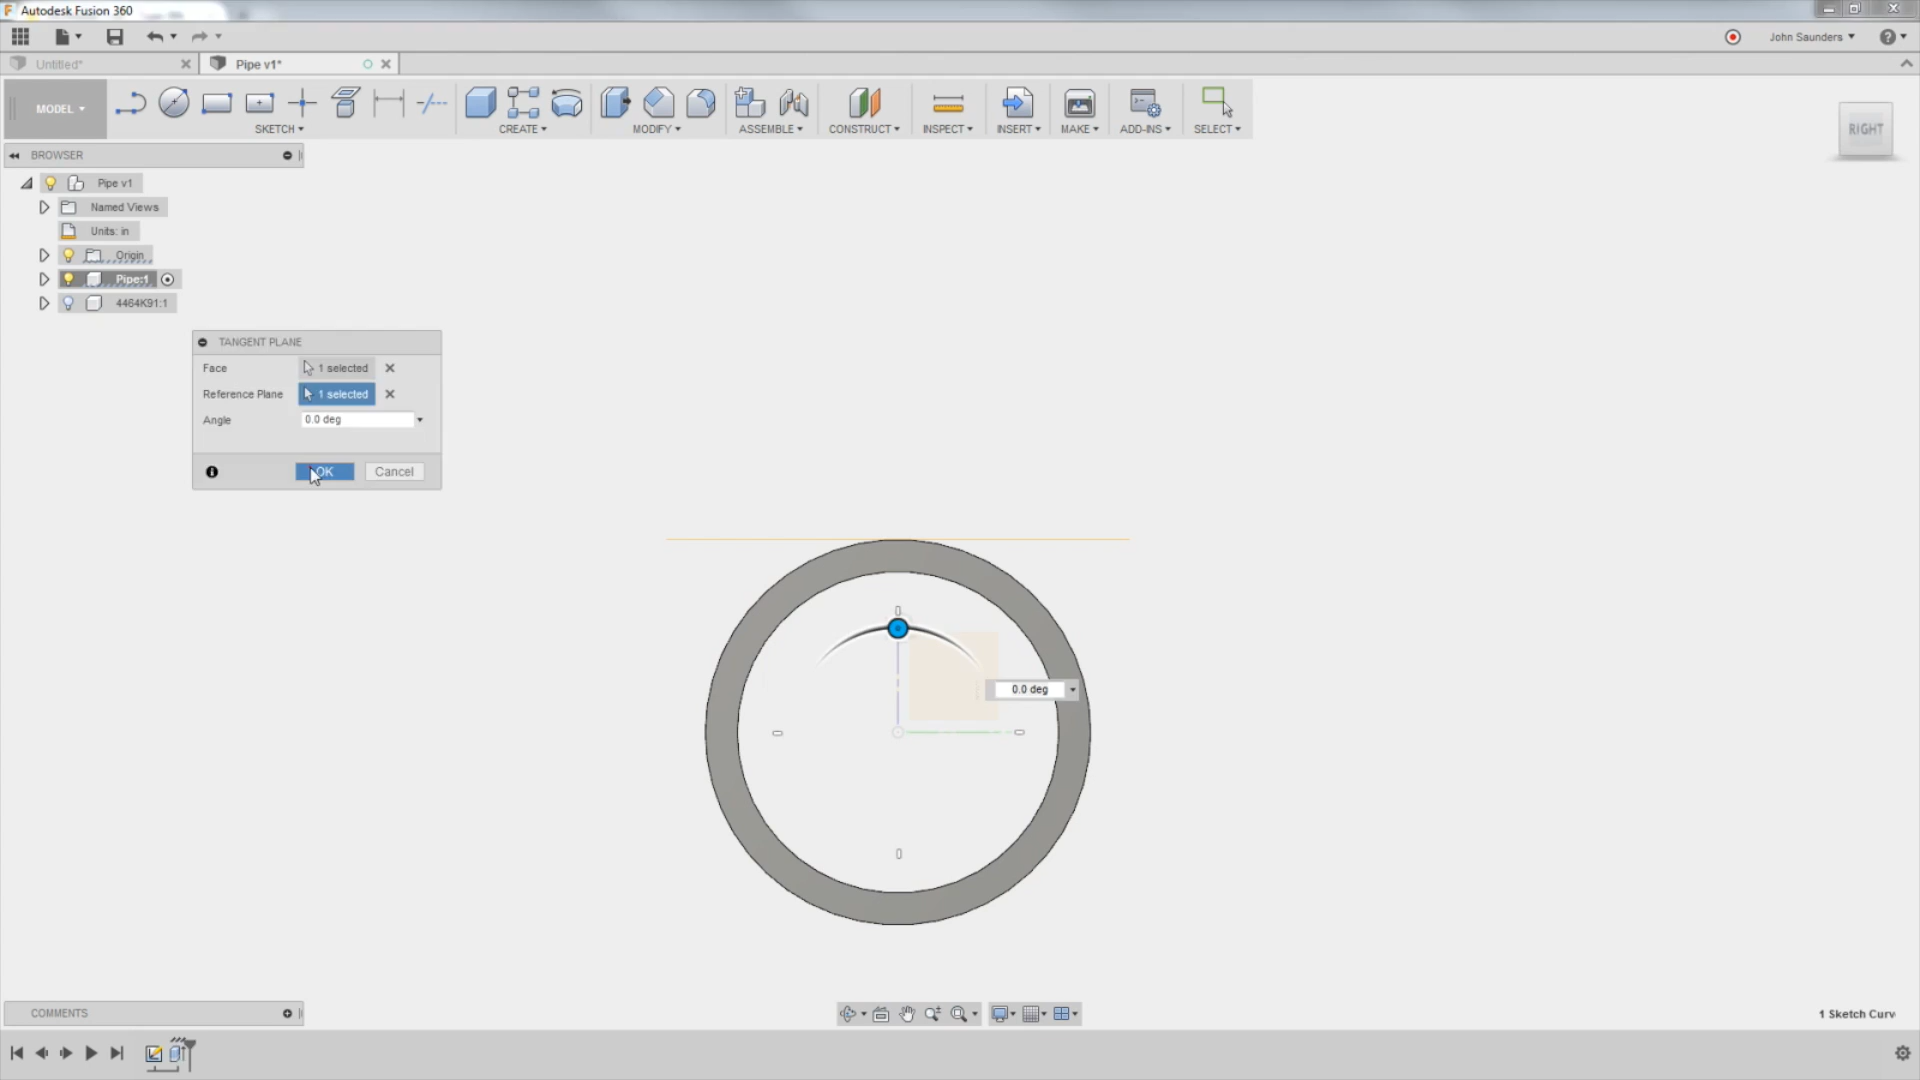 Autodesk Fusion 360
John Saunders
Untitled*
Pipe v1*
MODEL
SKETCH
CREATE
MODIFY
ASSEMBLE
CONSTRUCT
INSPECT
INSERT
MAKE
ADD-INS
SELECT
RIGHT
BROWSER
Pipe v1
Named Views
Units: in
Origin
Pipe:1
4464K91:1
TANGENT PLANE
Face 1 selected
Reference Plane 1 selected
Angle 0.0 deg
OK Cancel
0.0 deg
COMMENTS
1 Sketch Curv